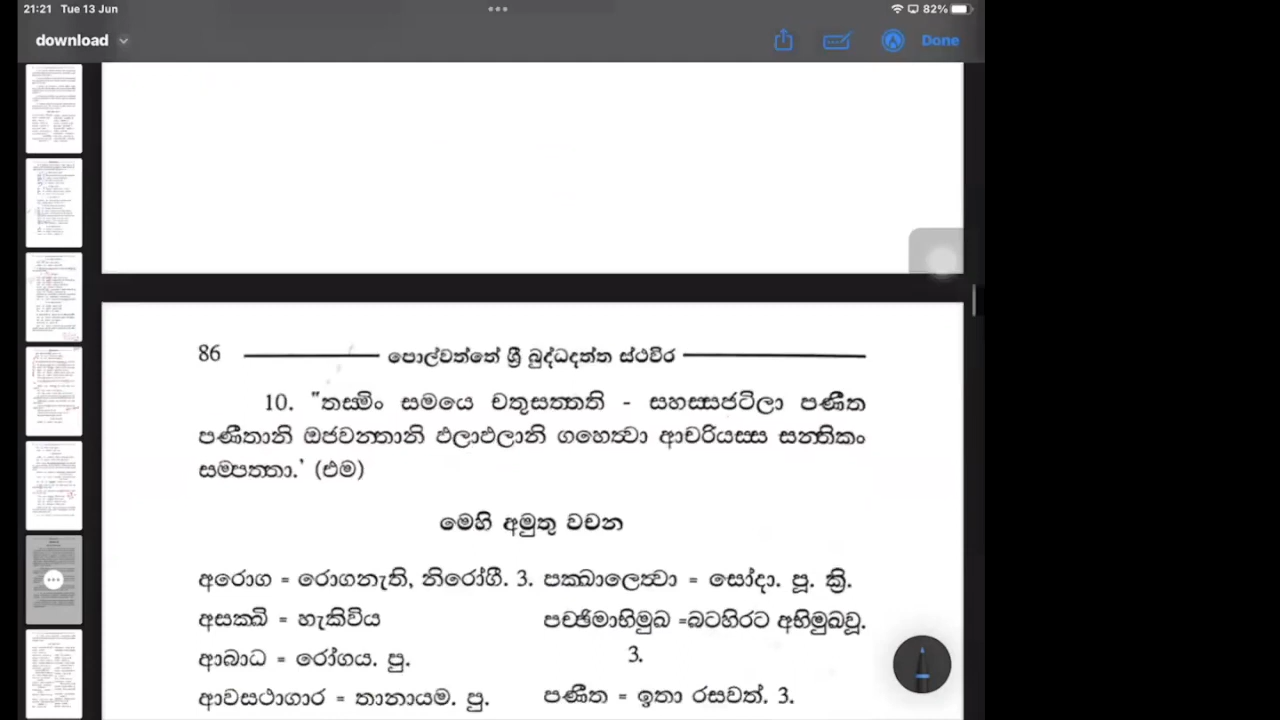 21:21 Tue 13 Jun
82%
download
Done
86 පොල්වත්තේ ශ්‍රී බුද්ධදත්ත ස්ථවිර
10. "තස්මිං සමයෙ චතුසත්තති - සහස්සජටිලා පණීත
පණීතානි ඔජවන්තානි ඵලාඵලානි ගහෙත්වා ආචරියස්ස සන්තිකං
සම්පත්තා.' (එම)
මෙහි අමුතු වචන
අරොග = රොගනැති, නිරෝගී. 3.
අසක්ඛි = හැකිවිය
ආබාධ = රෝගය. පු.
ආවසථාගාර = තානායම. පු.
පක්ඛාලෙත්වා = සෝදා. පූ. ක්‍රි.
පච්ඡිමාභිමුඛ =බටහිරට අභිමුඛවූ.
3.
පණීත = ඉතා රසවත්. 3.